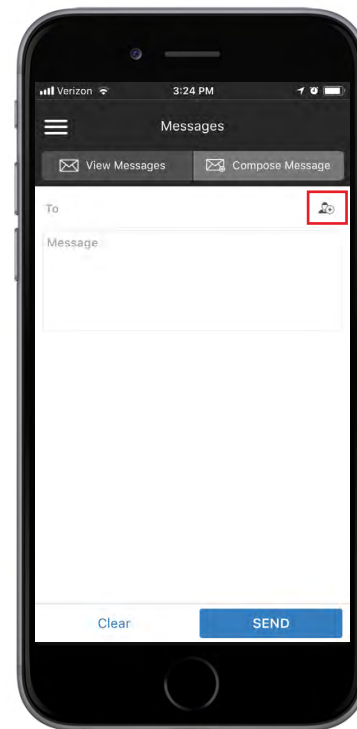 Verizon 3:24 PM
Messages
View Messages Compose Message
To
Message
Clear SEND